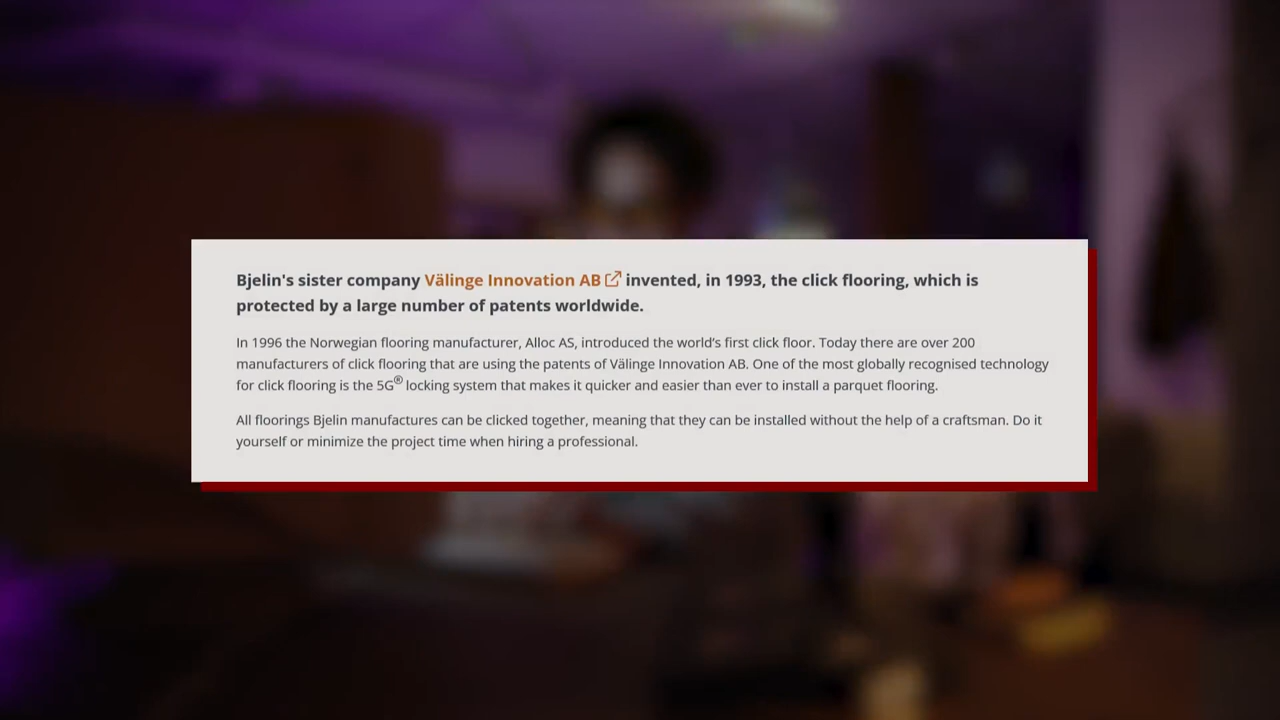 Bjelin's sister company Välinge Innovation AB invented, in 1993, the click flooring, which is
protected by a large number of patents worldwide.
In 1996 the Norwegian flooring manufacturer, Alloc AS, introduced the world's first click floor. Today there are over 200
manufacturers of click flooring that are using the patents of Välinge Innovation AB. One of the most globally recognised technology
for click flooring is the 5G® locking system that makes it quicker and easier than ever to install a parquet flooring.
All floorings Bjelin manufactures can be clicked together, meaning that they can be installed without the help of a craftsman. Do it
yourself or minimize the project time when hiring a professional.